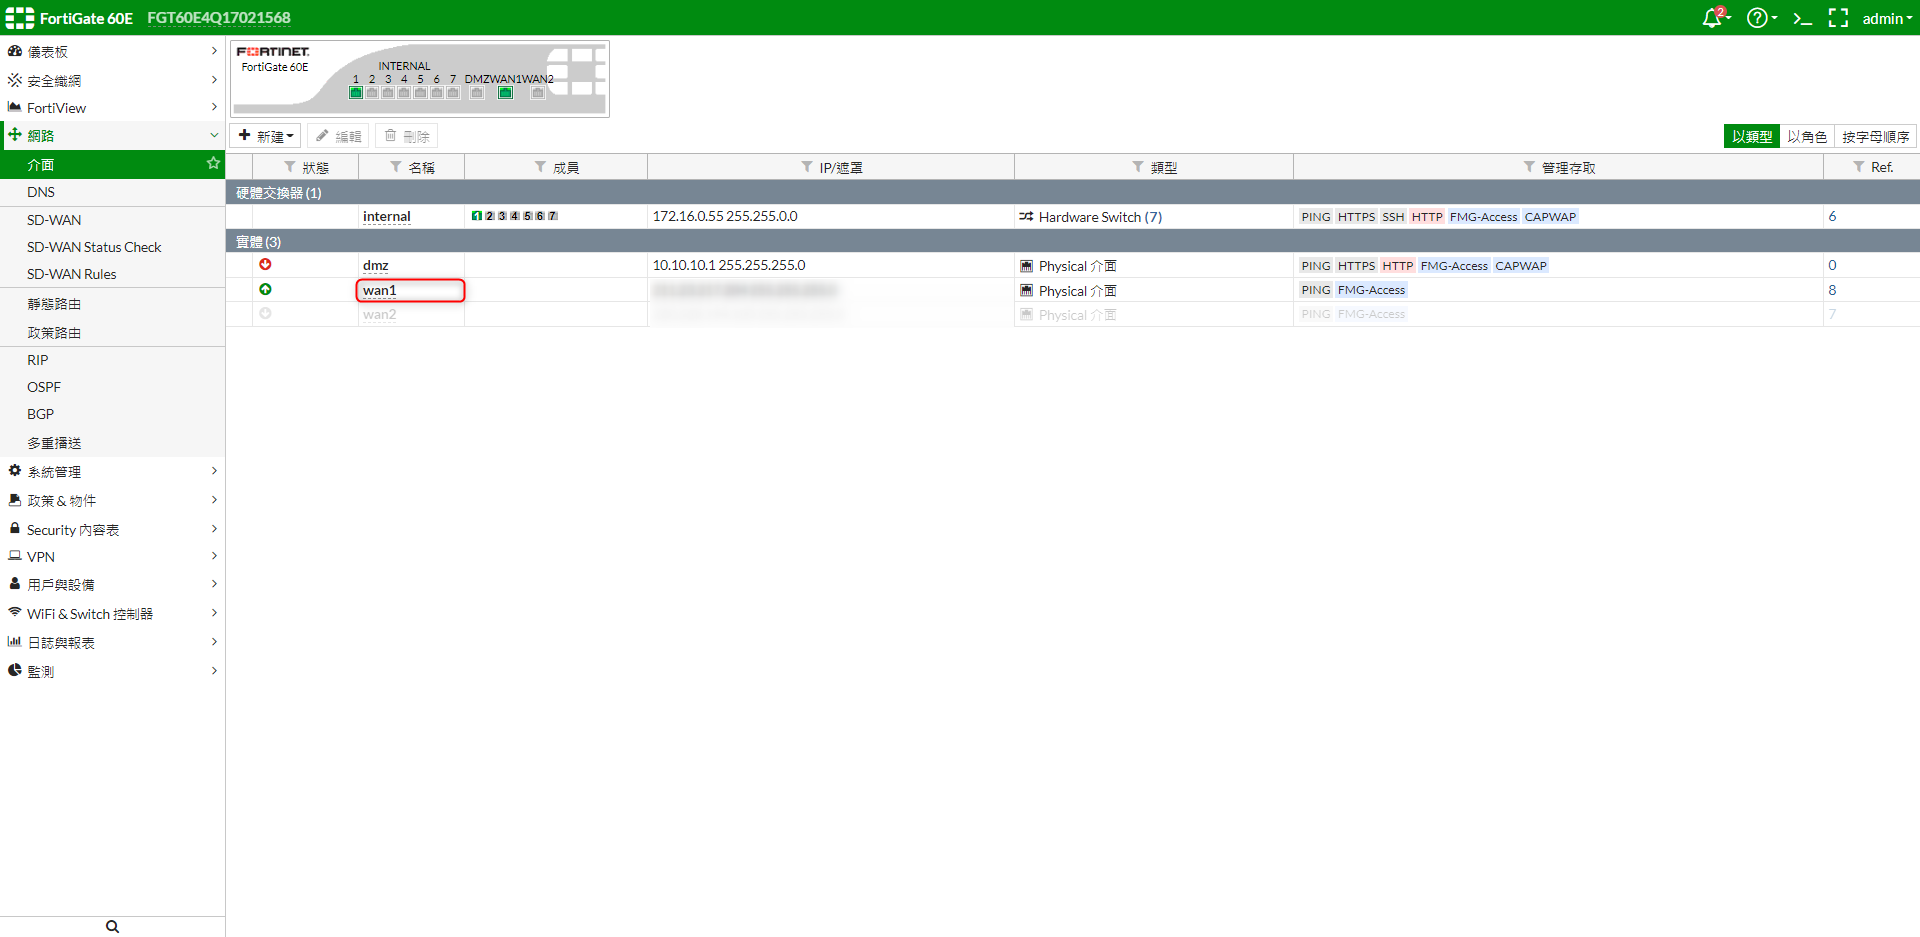 FortiGate 60E FGT60E4Q17021568 2 admin
儀表板
安全織網
FortiView
網路
介面
DNS
SD-WAN
SD-WAN Status Check
SD-WAN Rules
靜態路由
政策路由
RIP
OSPF
BGP
多重播送
系統管理
政策 & 物件
Security 內容表
VPN
用戶與設備
WiFi & Switch 控制器
日誌與報表
監測
FORTINET
FortiGate 60E
INTERNAL
1 2 3 4 5 6 7 DMZ WAN1 WAN2
新建 編輯 刪除 以類型 以角色 按字母順序
狀態 名稱 成員 IP/遮罩 類型 管理存取 Ref.
硬體交換器 (1)
internal 1 2 3 4 5 6 7 172.16.0.55 255.255.0.0 Hardware Switch (7) PING HTTPS SSH HTTP FMG-Access CAPWAP 6
實體 (3)
dmz 10.10.10.1 255.255.255.0 Physical 介面 PING HTTPS HTTP FMG-Access CAPWAP 0
wan1 Physical 介面 PING FMG-Access 8
wan2 Physical 介面 PING FMG-Access 7